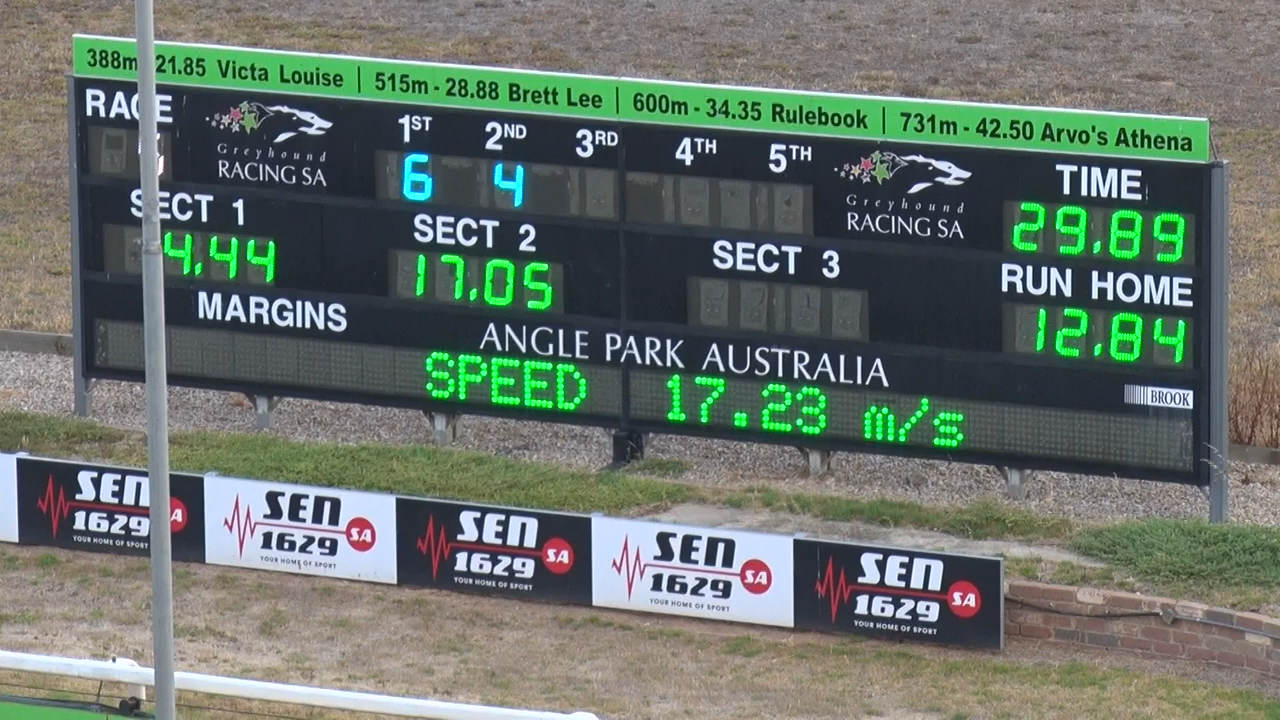 388m 21.85 Victa Louise | 515m - 28.88 Brett Lee | 600m - 34.35 Rulebook | 731m - 42.50 Arvo's Athena
RACE
Greyhound
RACING SA
1ST 2ND 3RD 4TH 5TH
6 4
Greyhound
RACING SA
TIME
29.89
SECT 1
4.44
SECT 2
17.05
SECT 3
RUN HOME
12.84
MARGINS
ANGLE PARK AUSTRALIA
SPEED 17.23 m/s
BROOK
SEN
1629 SA
YOUR HOME OF SPORT
SEN
1629 SA
YOUR HOME OF SPORT
SEN
1629 SA
YOUR HOME OF SPORT
SEN
1629 SA
YOUR HOME OF SPORT
SEN
1629 SA
YOUR HOME OF SPORT